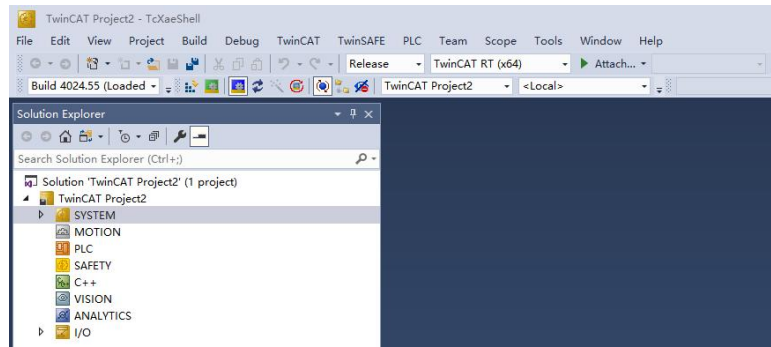 TwinCAT Project2 - TcXaeShell
File Edit View Project Build Debug TwinCAT TwinSAFE PLC Team Scope Tools Window Help
Release TwinCAT RT (x64) Attach...
Build 4024.55 (Loaded TwinCAT Project2 <Local>
Solution Explorer
Search Solution Explorer (Ctrl+;)
Solution 'TwinCAT Project2' (1 project)
TwinCAT Project2
SYSTEM
MOTION
PLC
SAFETY
C++
VISION
ANALYTICS
I/O